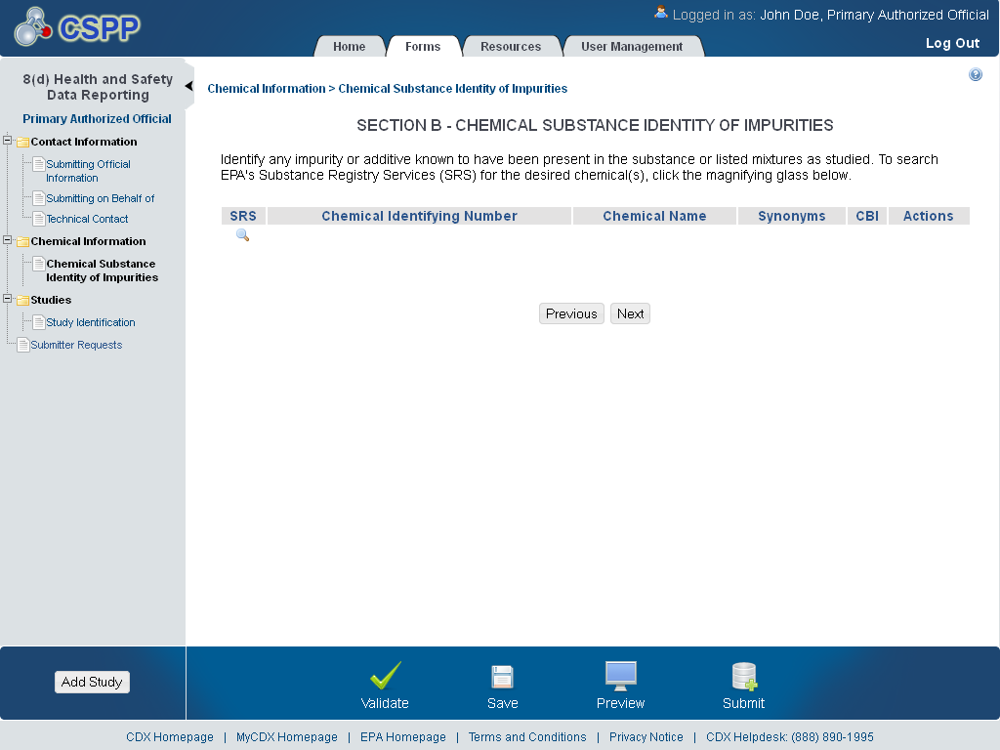 CSPP
Logged in as: John Doe, Primary Authorized Official
Home
Forms
Resources
User Management
Log Out
8(d) Health and Safety
Data Reporting
Primary Authorized Official
Contact Information
Submitting Official
Information
Submitting on Behalf of
Technical Contact
Chemical Information
Chemical Substance
Identity of Impurities
Studies
Study Identification
Submitter Requests
Chemical Information > Chemical Substance Identity of Impurities
SECTION B - CHEMICAL SUBSTANCE IDENTITY OF IMPURITIES
Identify any impurity or additive known to have been present in the substance or listed mixtures as studied. To search
EPA's Substance Registry Services (SRS) for the desired chemical(s), click the magnifying glass below.
SRS Chemical Identifying Number Chemical Name Synonyms CBI Actions
Previous Next
Add Study
Validate
Save
Preview
Submit
CDX Homepage | MyCDX Homepage | EPA Homepage | Terms and Conditions | Privacy Notice | CDX Helpdesk: (888) 890-1995